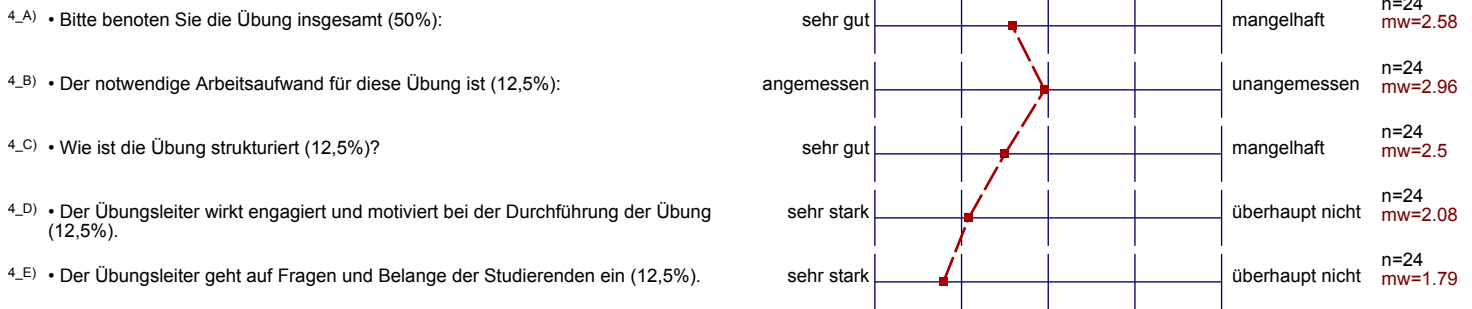 4_A) • Bitte benoten Sie die Übung insgesamt (50%): sehr gut mangelhaft n=24
mw=2.58
4_B) • Der notwendige Arbeitsaufwand für diese Übung ist (12,5%): angemessen unangemessen n=24
mw=2.96
4_C) • Wie ist die Übung strukturiert (12,5%)? sehr gut mangelhaft n=24
mw=2.5
4_D) • Der Übungsleiter wirkt engagiert und motiviert bei der Durchführung der Übung sehr stark überhaupt nicht n=24
(12,5%). mw=2.08
4_E) • Der Übungsleiter geht auf Fragen und Belange der Studierenden ein (12,5%). sehr stark überhaupt nicht n=24
mw=1.79